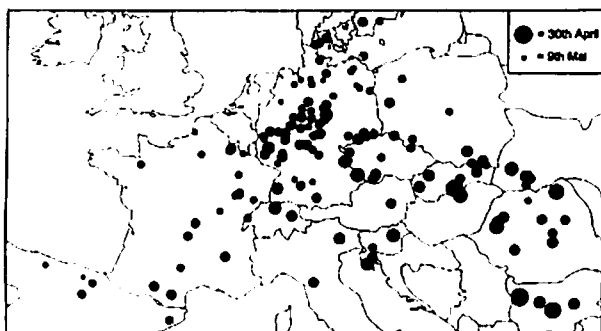 = 30th April
= 9th Mai